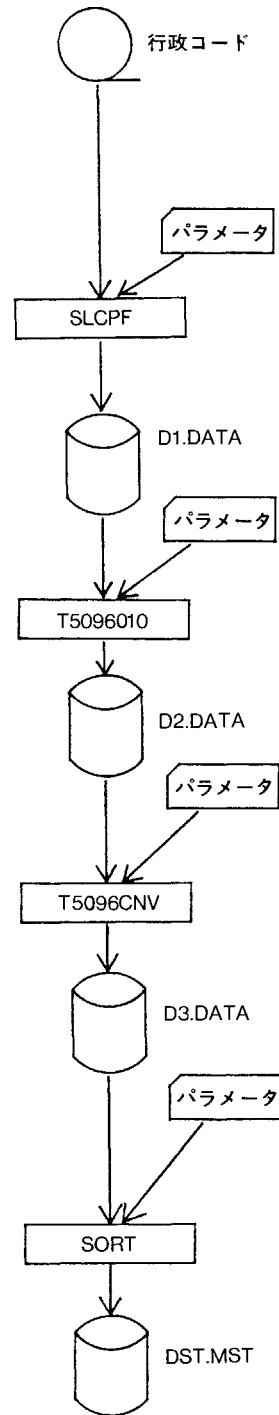 行政コード
パラメータ
SLCPF
D1.DATA
パラメータ
T5096010
D2.DATA
パラメータ
T5096CNV
D3.DATA
パラメータ
SORT
DST.MST